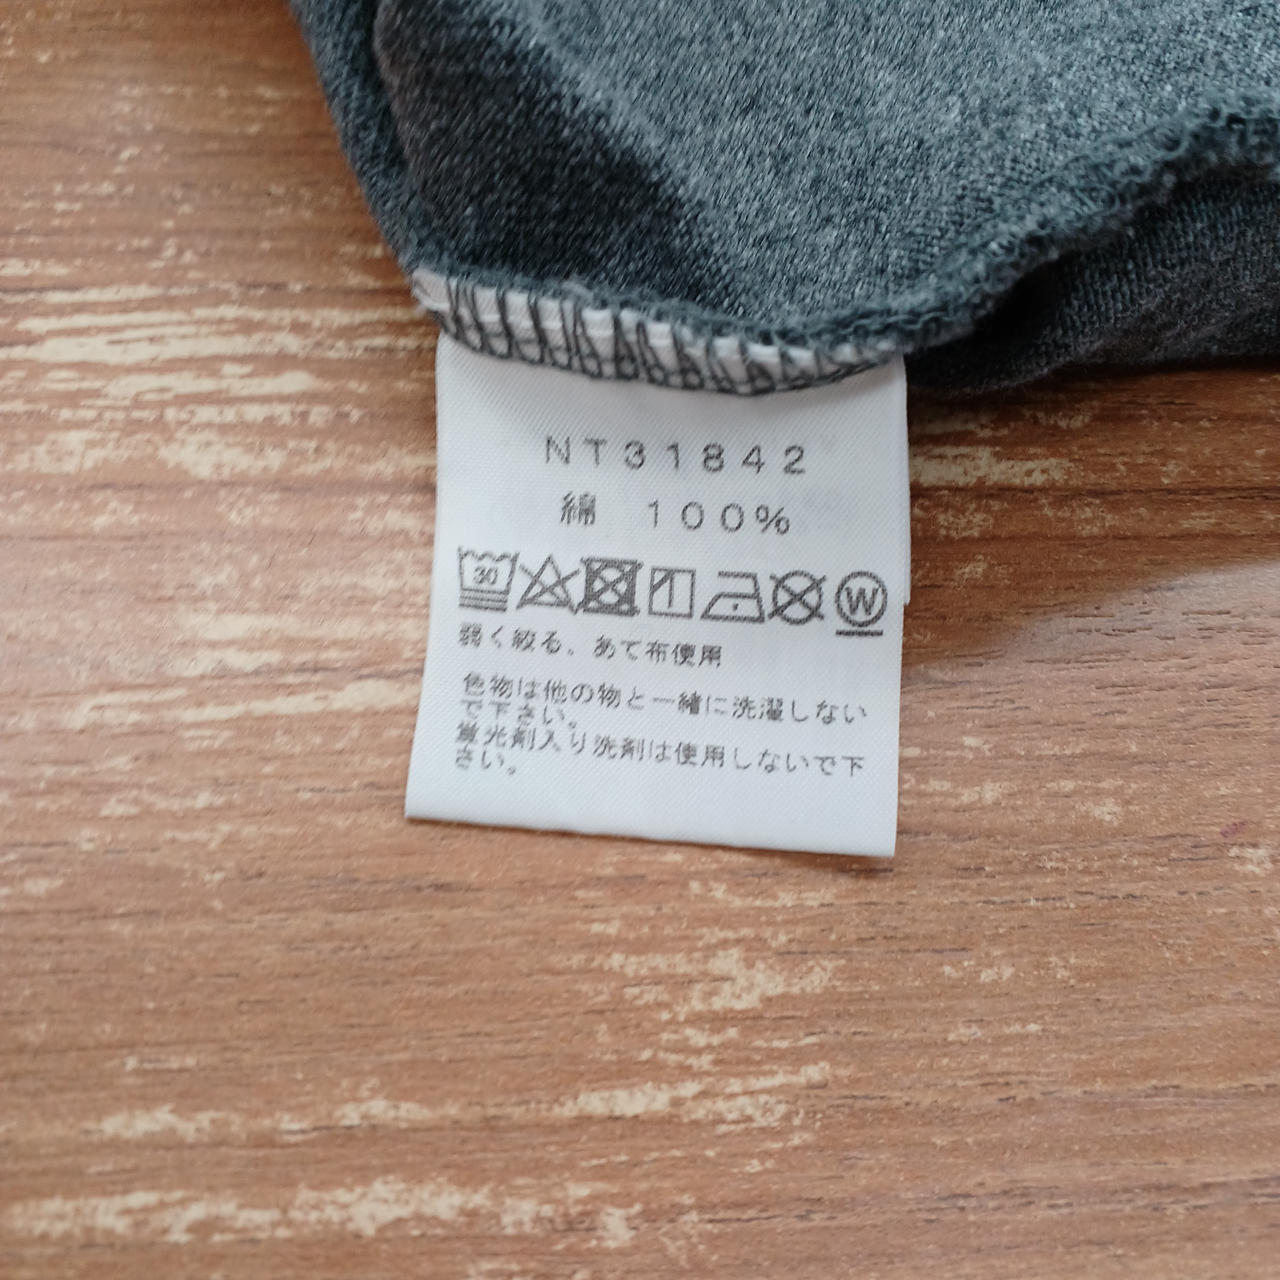 NT31842
綿 100%
30
W
弱く絞る。あて布使用
色物は他の物と一緒に洗濯しない
で下さい。
蛍光剤入り洗剤は使用しないで下
さい。